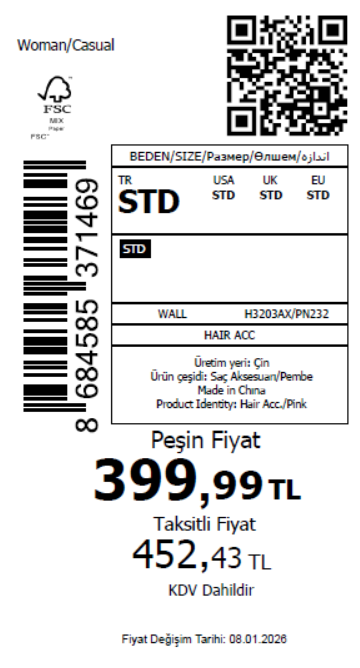 Woman/Casual
FSC
MIX
Paper
FSC™
BEDEN/SIZE/Размер/Өлшем/اندازه
TR USA UK EU
STD STD STD STD
STD
WALL H3203AX/PN232
HAIR ACC
Üretim yeri: Çin
Ürün çeşidi: Saç Aksesuarı/Pembe
Made in China
Product Identity: Hair Acc./Pink
8 684585 371469
Peşin Fiyat
399,99 TL
Taksitli Fiyat
452,43 TL
KDV Dahildir
Fiyat Değişim Tarihi: 08.01.2026